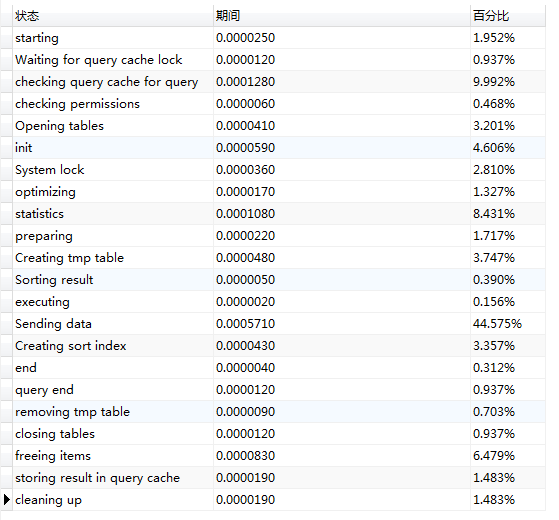 状态 期间 百分比
starting 0.0000250 1.952%
Waiting for query cache lock 0.0000120 0.937%
checking query cache for query 0.0001280 9.992%
checking permissions 0.0000060 0.468%
Opening tables 0.0000410 3.201%
init 0.0000590 4.606%
System lock 0.0000360 2.810%
optimizing 0.0000170 1.327%
statistics 0.0001080 8.431%
preparing 0.0000220 1.717%
Creating tmp table 0.0000480 3.747%
Sorting result 0.0000050 0.390%
executing 0.0000020 0.156%
Sending data 0.0005710 44.575%
Creating sort index 0.0000430 3.357%
end 0.0000040 0.312%
query end 0.0000120 0.937%
removing tmp table 0.0000090 0.703%
closing tables 0.0000120 0.937%
freeing items 0.0000830 6.479%
storing result in query cache 0.0000190 1.483%
cleaning up 0.0000190 1.483%